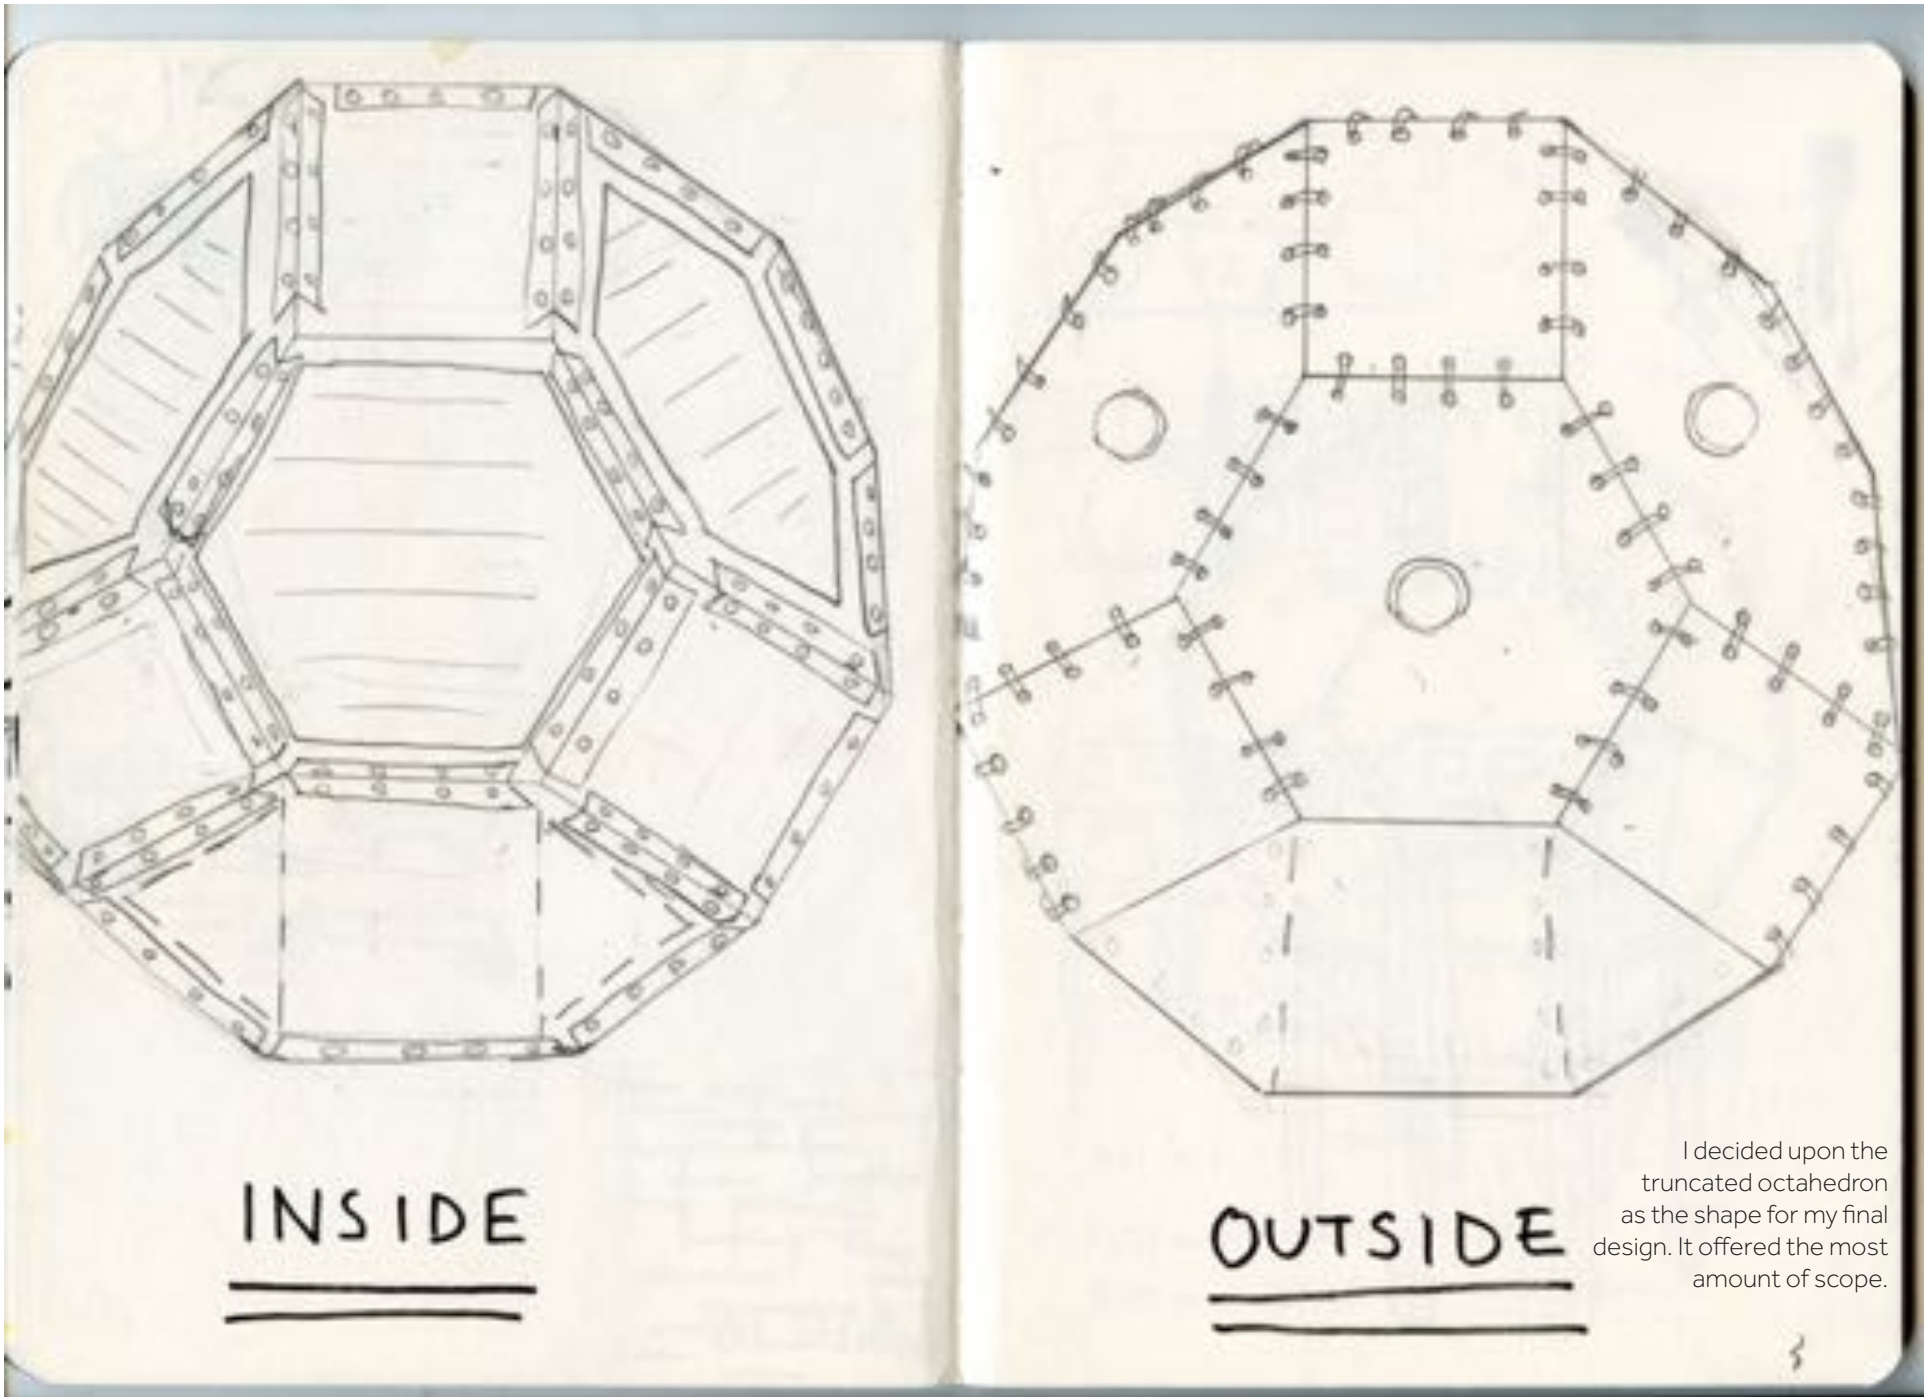 INSIDE
OUTSIDE
I decided upon the
truncated octahedron
as the shape for my final
design. It offered the most
amount of scope.